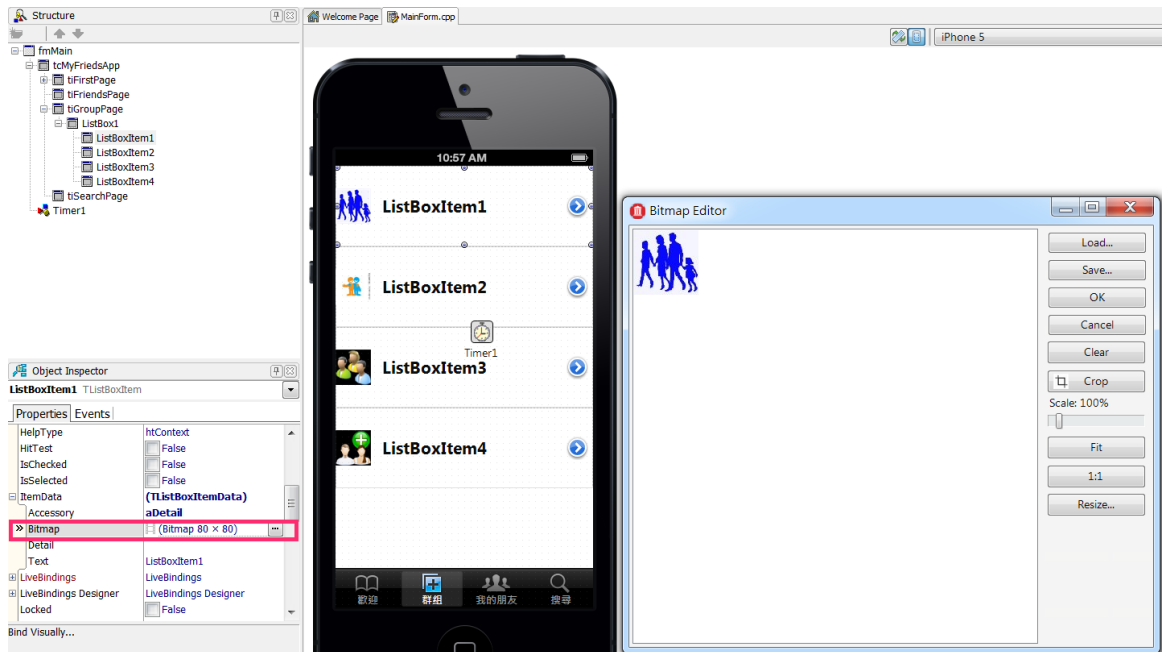 Structure
fmMain
tcMyFriedsApp
tiFirstPage
tiFriendsPage
tiGroupPage
ListBox1
ListBoxItem1
ListBoxItem2
ListBoxItem3
ListBoxItem4
tiSearchPage
Timer1
Object Inspector
ListBoxItem1 TListBoxItem
Properties Events
HelpType htContext
HitTest False
IsChecked False
IsSelected False
ItemData (TListBoxItemData)
Accessory aDetail
Bitmap (Bitmap 80 × 80) ...
Detail
Text ListBoxItem1
LiveBindings LiveBindings
LiveBindings Designer LiveBindings Designer
Locked False
Bind Visually...
Welcome Page MainForm.cpp
iPhone 5
10:57 AM
ListBoxItem1
ListBoxItem2
Timer1
ListBoxItem3
ListBoxItem4
歡迎 群組 我的朋友 搜尋
Bitmap Editor
Load...
Save...
OK
Cancel
Clear
Crop
Scale: 100%
Fit
1:1
Resize...